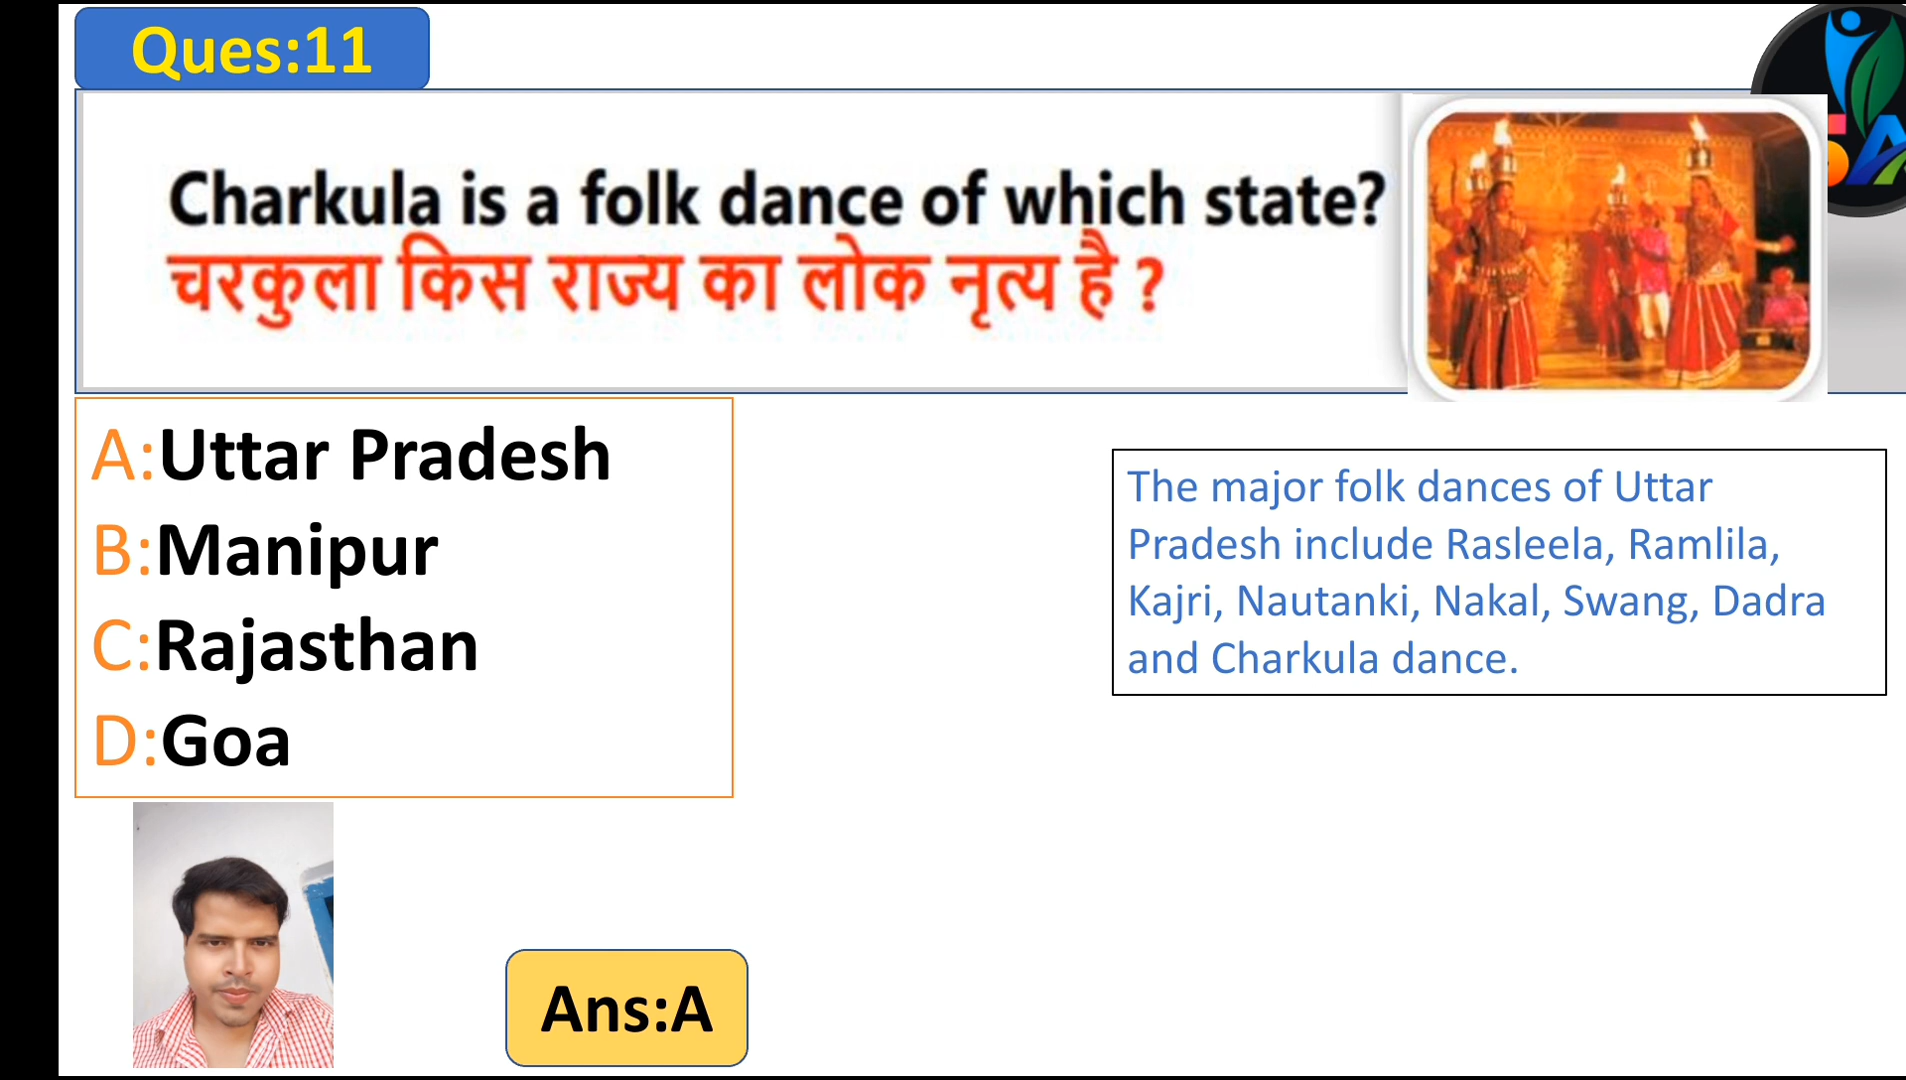 Ques:11
Charkula is a folk dance of which state?
चरकुला किस राज्य का लोक नृत्य है ?
A:Uttar Pradesh
B:Manipur
C:Rajasthan
D:Goa
The major folk dances of Uttar
Pradesh include Rasleela, Ramlila,
Kajri, Nautanki, Nakal, Swang, Dadra
and Charkula dance.
Ans:A